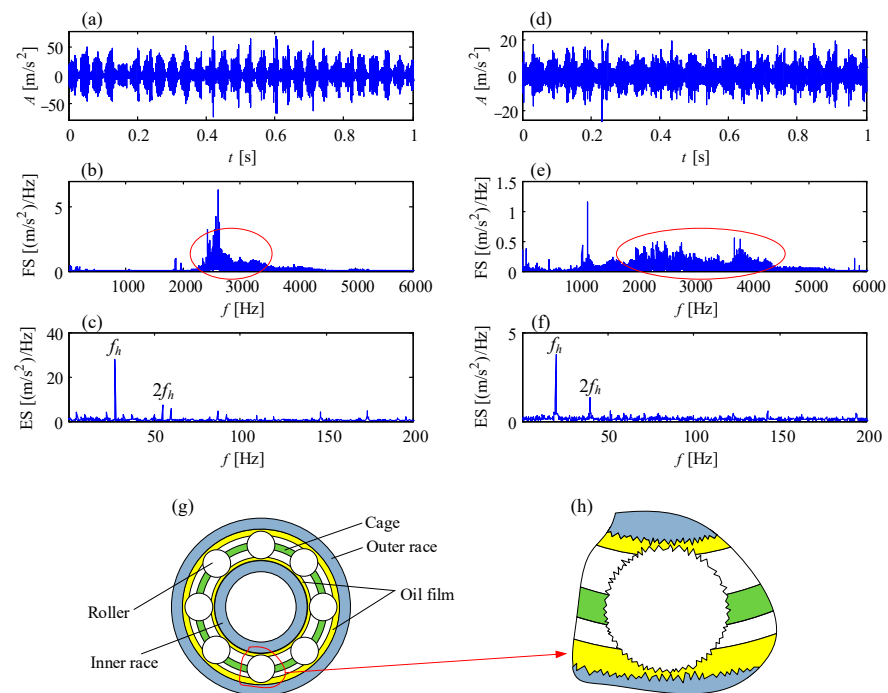 (a)
A [m/s²]
50
0
−50
0 0.2 0.4 0.6 0.8 1
t [s]
(b)
FS [(m/s²)/Hz]
5
0
1000 2000 3000 4000 5000 6000
f [Hz]
(c)
ES [(m/s²)/Hz]
40
20
0
f_h
2f_h
50 100 150 200
f [Hz]
(d)
A [m/s²]
20
0
−20
0 0.2 0.4 0.6 0.8 1
t [s]
(e)
FS [(m/s²)/Hz]
1.5
1
0.5
0
1000 2000 3000 4000 5000 6000
f [Hz]
(f)
ES [(m/s²)/Hz]
5
0
f_h
2f_h
50 100 150 200
f [Hz]
(g)
Cage
Outer race
Oil film
Roller
Inner race
(h)